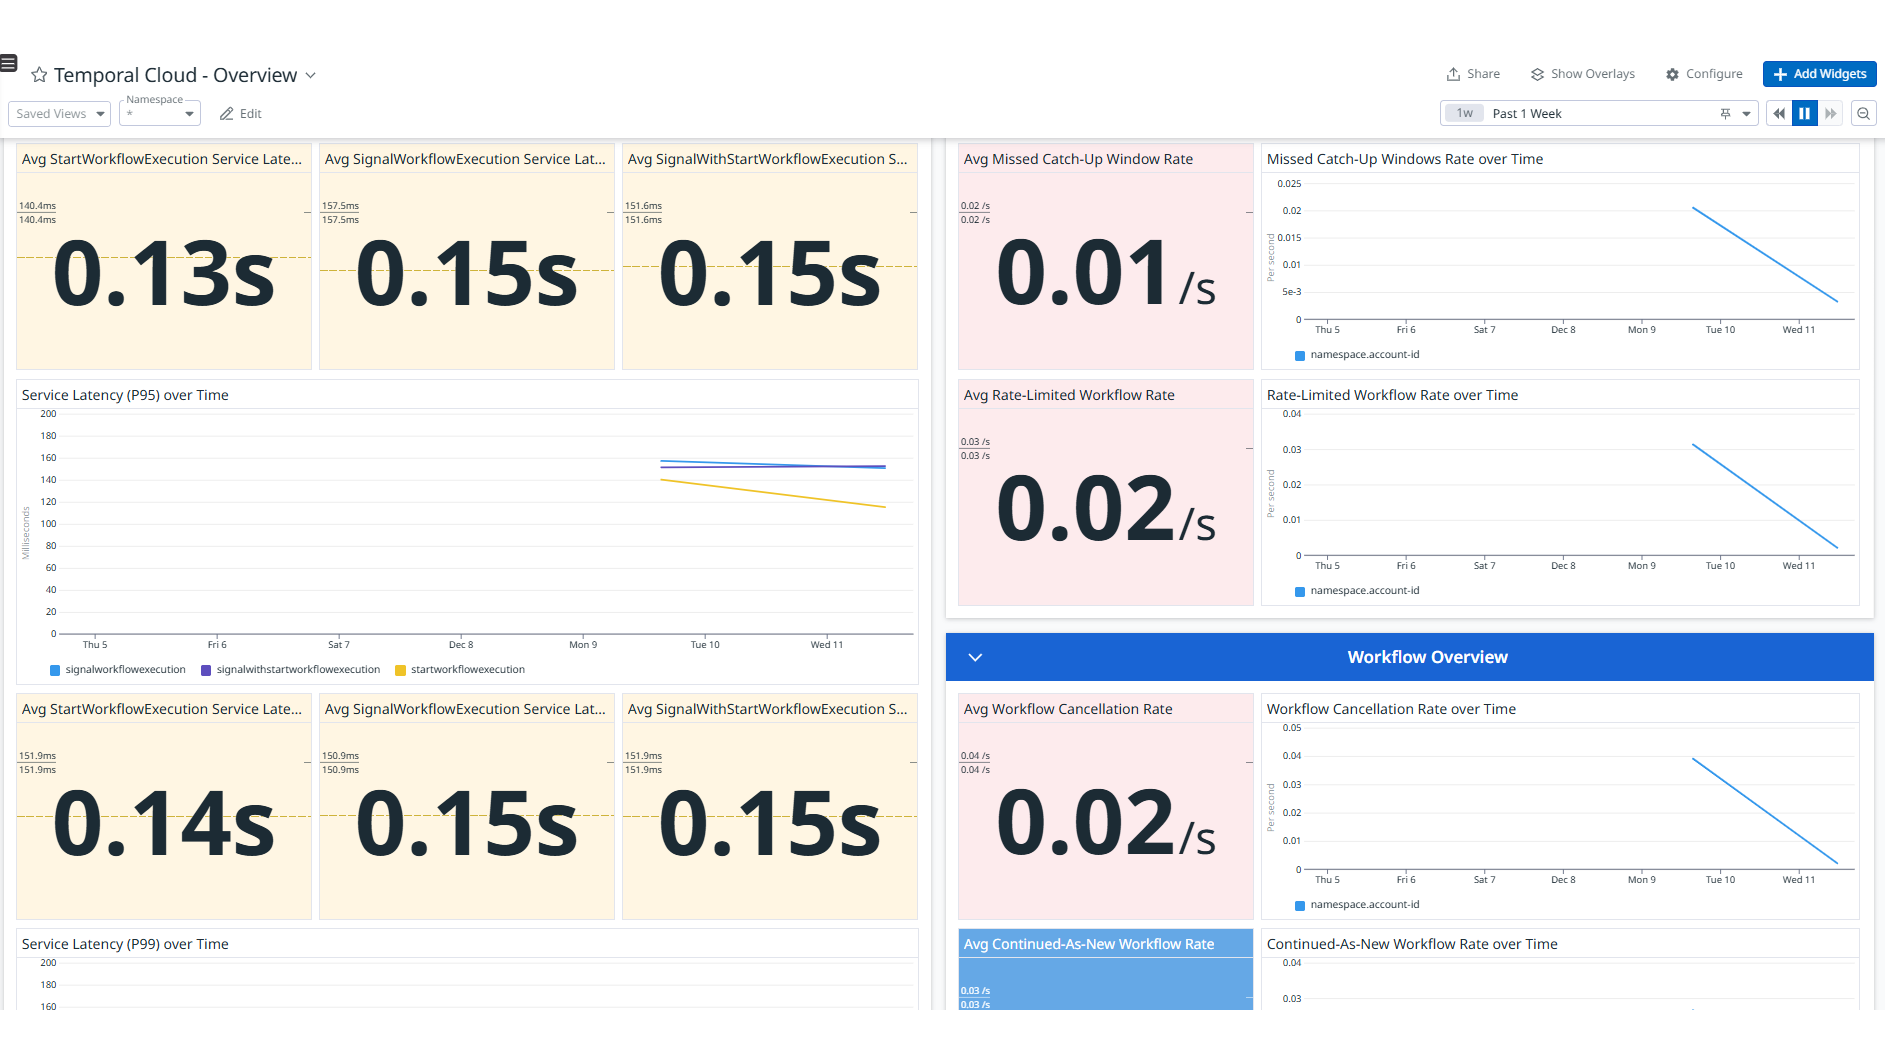 Temporal Cloud - Overview
Share
Show Overlays
Configure
Add Widgets
Saved Views
Namespace
*
Edit
1w
Past 1 Week
Avg StartWorkflowExecution Service Late...
140.4ms
140.4ms
0.13s
Avg SignalWorkflowExecution Service Lat...
157.5ms
157.5ms
0.15s
Avg SignalWithStartWorkflowExecution S...
151.6ms
151.6ms
0.15s
Service Latency (P95) over Time
200
180
160
140
120
100
80
60
40
20
0
Milliseconds
Thu 5 Fri 6 Sat 7 Dec 8 Mon 9 Tue 10 Wed 11
signalworkflowexecution signalwithstartworkflowexecution startworkflowexecution
Avg StartWorkflowExecution Service Late...
151.9ms
151.9ms
0.14s
Avg SignalWorkflowExecution Service Lat...
150.9ms
150.9ms
0.15s
Avg SignalWithStartWorkflowExecution S...
151.9ms
151.9ms
0.15s
Service Latency (P99) over Time
200
180
160
Avg Missed Catch-Up Window Rate
0.02 /s
0.02 /s
0.01/s
Missed Catch-Up Windows Rate over Time
0.025
0.02
0.015
0.01
5e-3
0
Per second
Thu 5 Fri 6 Sat 7 Dec 8 Mon 9 Tue 10 Wed 11
namespace.account-id
Avg Rate-Limited Workflow Rate
0.03 /s
0.03 /s
0.02/s
Rate-Limited Workflow Rate over Time
0.04
0.03
0.02
0.01
0
Per second
Thu 5 Fri 6 Sat 7 Dec 8 Mon 9 Tue 10 Wed 11
namespace.account-id
Workflow Overview
Avg Workflow Cancellation Rate
0.04 /s
0.04 /s
0.02/s
Workflow Cancellation Rate over Time
0.05
0.04
0.03
0.02
0.01
0
Per second
Thu 5 Fri 6 Sat 7 Dec 8 Mon 9 Tue 10 Wed 11
namespace.account-id
Avg Continued-As-New Workflow Rate
0.03 /s
0.03 /s
Continued-As-New Workflow Rate over Time
0.04
0.03